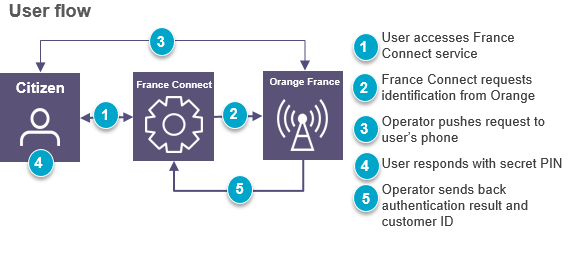 User flow
3
Citizen
France Connect
Orange France
1
2
4
5
1 User accesses France
Connect service
2 France Connect requests
identification from Orange
3 Operator pushes request to
user's phone
4 User responds with secret PIN
5 Operator sends back
authentication result and
customer ID